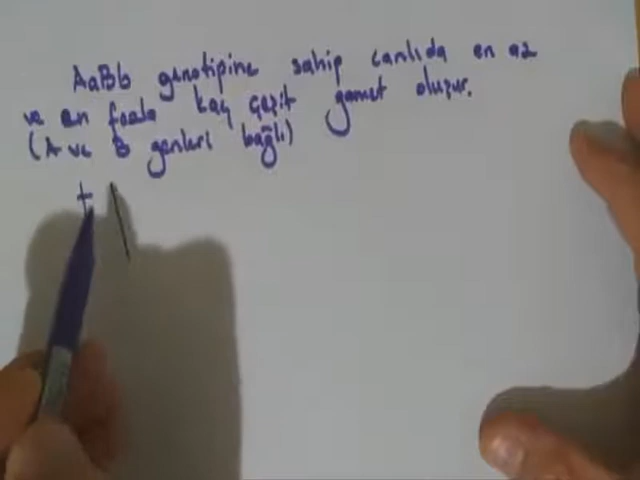 AaBb genotipine sahip canlıda en az
ve en fazla kaç çeşit gamet oluşur.
(A ve B genleri bağlı)